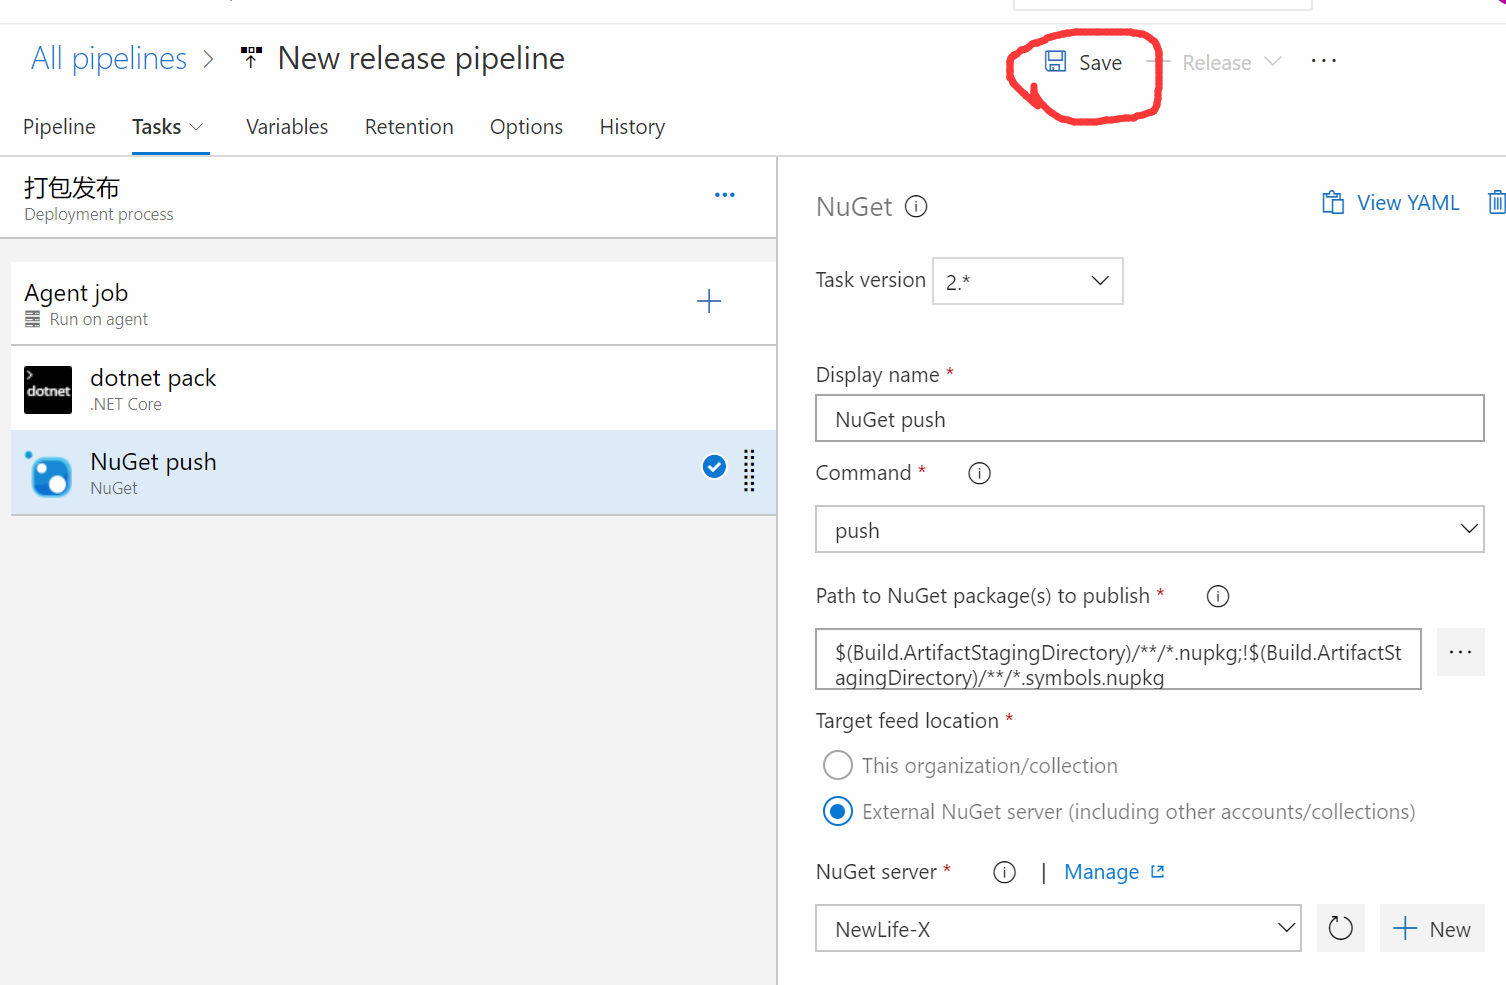 All pipelines > New release pipeline
Save
+ Release
...
Pipeline
Tasks
Variables
Retention
Options
History
打包发布
Deployment process
...
Agent job
Run on agent
dotnet
dotnet pack
.NET Core
NuGet push
NuGet
NuGet
View YAML
Task version
2.*
Display name *
NuGet push
Command *
push
Path to NuGet package(s) to publish *
$(Build.ArtifactStagingDirectory)/**/*.nupkg;!$(Build.ArtifactSt
agingDirectory)/**/*.symbols.nupkg
...
Target feed location *
This organization/collection
External NuGet server (including other accounts/collections)
NuGet server *
|
Manage
NewLife-X
+ New